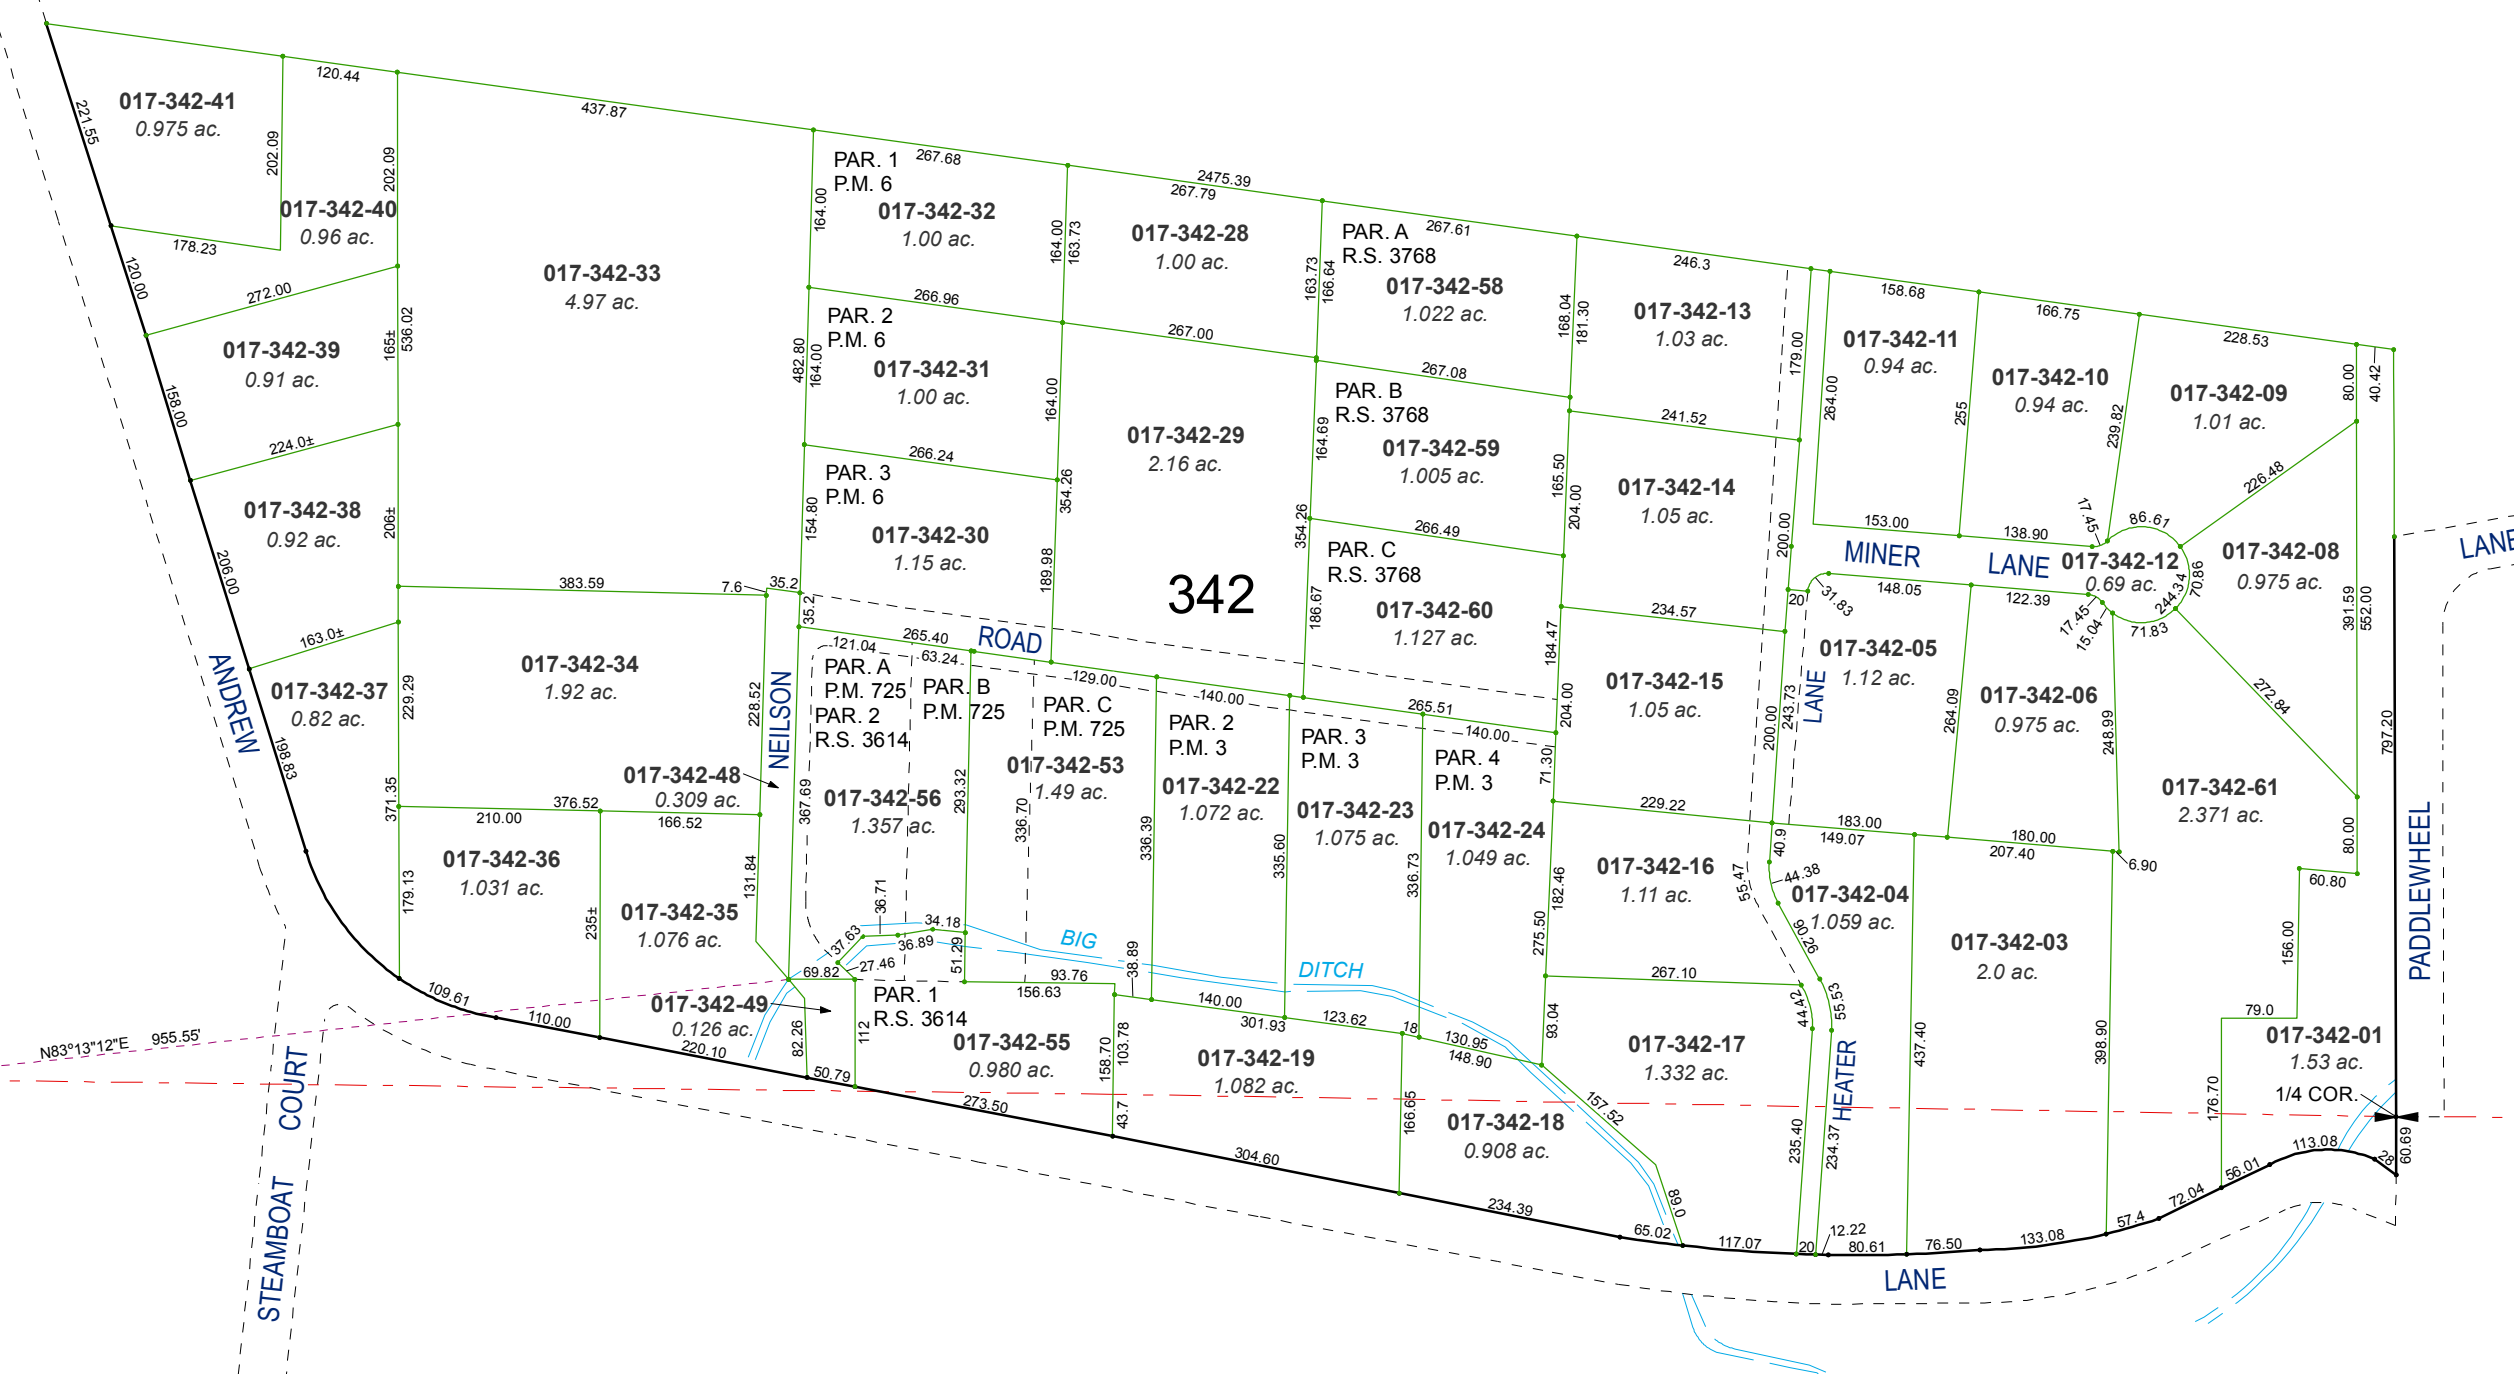 120.44
017-342-41
0.975 ac.
221.55
202.09
202.09
437.87
017-342-40
0.96 ac.
178.23
120.00
272.00
PAR. 1
P.M. 6
267.68
164.00
017-342-32
1.00 ac.
164.00
163.73
2475.39
267.79
017-342-28
1.00 ac.
163.73
166.64
PAR. A
R.S. 3768
267.61
017-342-58
1.022 ac.
168.04
181.30
246.3
017-342-13
1.03 ac.
179.00
158.68
017-342-11
0.94 ac.
264.00
255
166.75
017-342-10
0.94 ac.
239.82
228.53
017-342-09
1.01 ac.
80.00
40.42
017-342-33
4.97 ac.
017-342-39
0.91 ac.
165±
536.02
158.00
224.0±
266.96
PAR. 2
P.M. 6
482.80
164.00
017-342-31
1.00 ac.
164.00
267.00
017-342-29
2.16 ac.
354.26
267.08
PAR. B
R.S. 3768
164.69
017-342-59
1.005 ac.
165.50
204.00
241.52
017-342-14
1.05 ac.
200.00
226.48
017-342-38
0.92 ac.
206±
206.00
266.24
PAR. 3
P.M. 6
154.80
017-342-30
1.15 ac.
189.98
354.26
266.49
PAR. C
R.S. 3768
186.67
017-342-60
1.127 ac.
342
153.00
138.90
17.45
86.61
MINER
LANE
017-342-12
0.69 ac.
244.34
70.86
017-342-08
0.975 ac.
LANE
383.59
7.6
35.2
35.2
163.0±
20
31.83
148.05
122.39
17.45
15.04
71.83
391.59
552.00
234.57
184.47
204.00
ANDREW
017-342-37
0.82 ac.
229.29
198.83
017-342-34
1.92 ac.
228.52
NEILSON
265.40
ROAD
121.04
63.24
129.00
140.00
265.51
140.00
PAR. A
P.M. 725
PAR. 2
R.S. 3614
PAR. B
P.M. 725
PAR. C
P.M. 725
PAR. 2
P.M. 3
PAR. 3
P.M. 3
PAR. 4
P.M. 3
017-342-15
1.05 ac.
200.00
243.73
LANE
017-342-05
1.12 ac.
264.09
017-342-06
0.975 ac.
248.99
272.84
797.20
017-342-48
0.309 ac.
371.35
376.52
210.00
166.52
367.69
017-342-56
1.357 ac.
293.32
017-342-53
1.49 ac.
336.70
336.39
017-342-22
1.072 ac.
335.60
017-342-23
1.075 ac.
336.73
017-342-24
1.049 ac.
71.30
229.22
183.00
149.07
40.9
180.00
207.40
6.90
017-342-61
2.371 ac.
80.00
60.80
PADDLEWHEEL
017-342-36
1.031 ac.
179.13
235±
017-342-35
1.076 ac.
131.84
36.71
34.18
37.63
36.89
27.46
51.29
69.82
93.76
156.63
38.89
BIG
DITCH
182.46
275.50
017-342-16
1.11 ac.
55.47
44.38
90.26
017-342-04
1.059 ac.
017-342-03
2.0 ac.
156.00
79.0
267.10
44.42
55.53
109.61
110.00
220.10
017-342-49
0.126 ac.
82.26
112
PAR. 1
R.S. 3614
017-342-55
0.980 ac.
158.70
103.78
43.7
140.00
301.93
123.62
18
130.95
148.90
93.04
017-342-19
1.082 ac.
166.65
017-342-18
0.908 ac.
157.52
89.0
017-342-17
1.332 ac.
235.40
234.37
HEATER
437.40
398.90
176.70
017-342-01
1.53 ac.
1/4 COR.
60.69
N83°13"12"E 955.55'
50.79
273.50
304.60
234.39
65.02
117.07
20
12.22
80.61
76.50
133.08
57.4
72.04
56.01
113.08
28
STEAMBOAT COURT
LANE